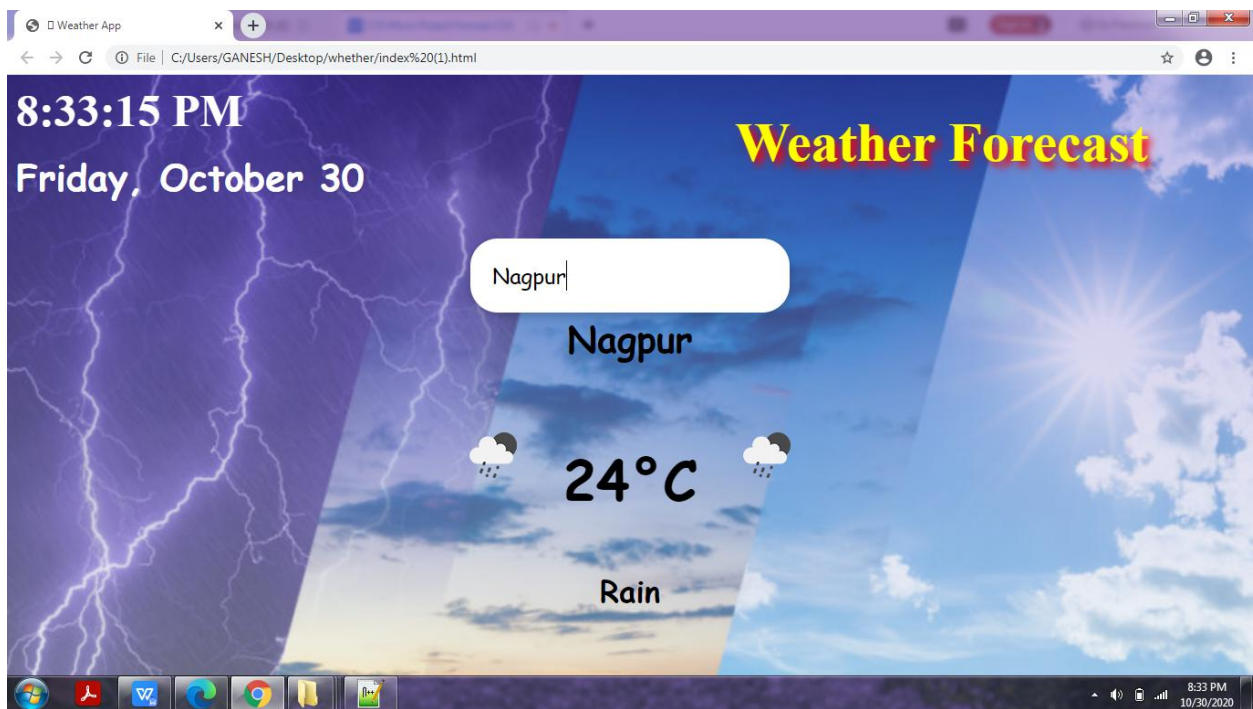 Weather App
File
C:/Users/GANESH/Desktop/whether/index%20(1).html
8:33:15 PM
Friday, October 30
Weather Forecast
Nagpur
Nagpur
24°C
Rain
8:33 PM
10/30/2020